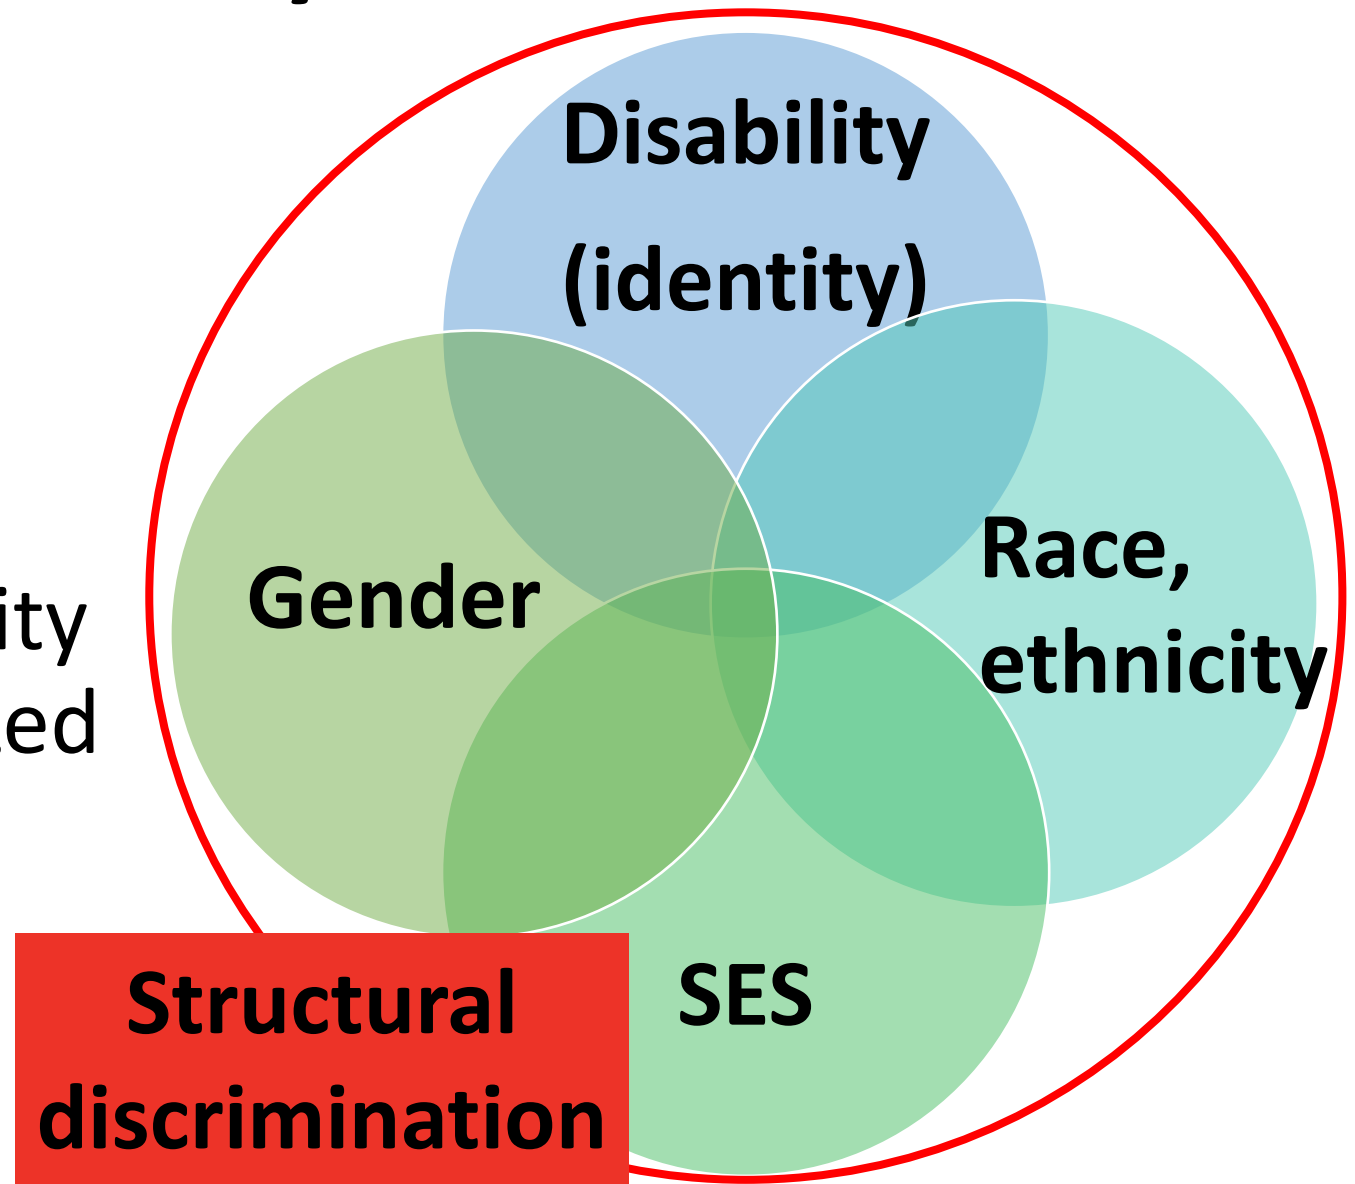 Disability
(identity)
Race,
Gender
ethnicity
SES
Structural
discrimination